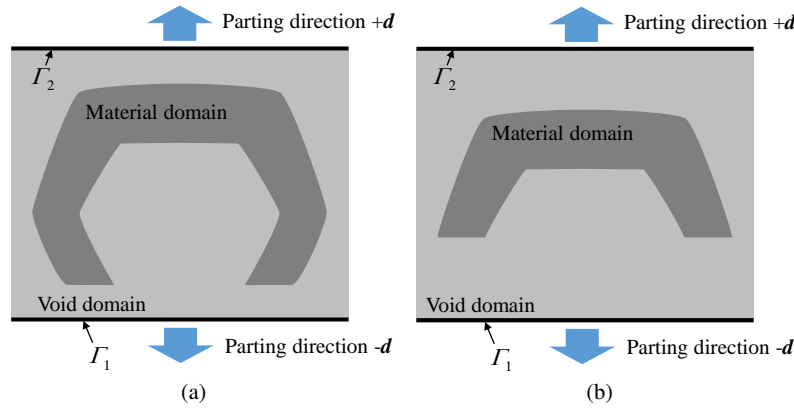 Parting direction +d
Γ2
Material domain
Void domain
Parting direction -d
Γ1
(a)
Parting direction +d
Γ2
Material domain
Void domain
Parting direction -d
Γ1
(b)